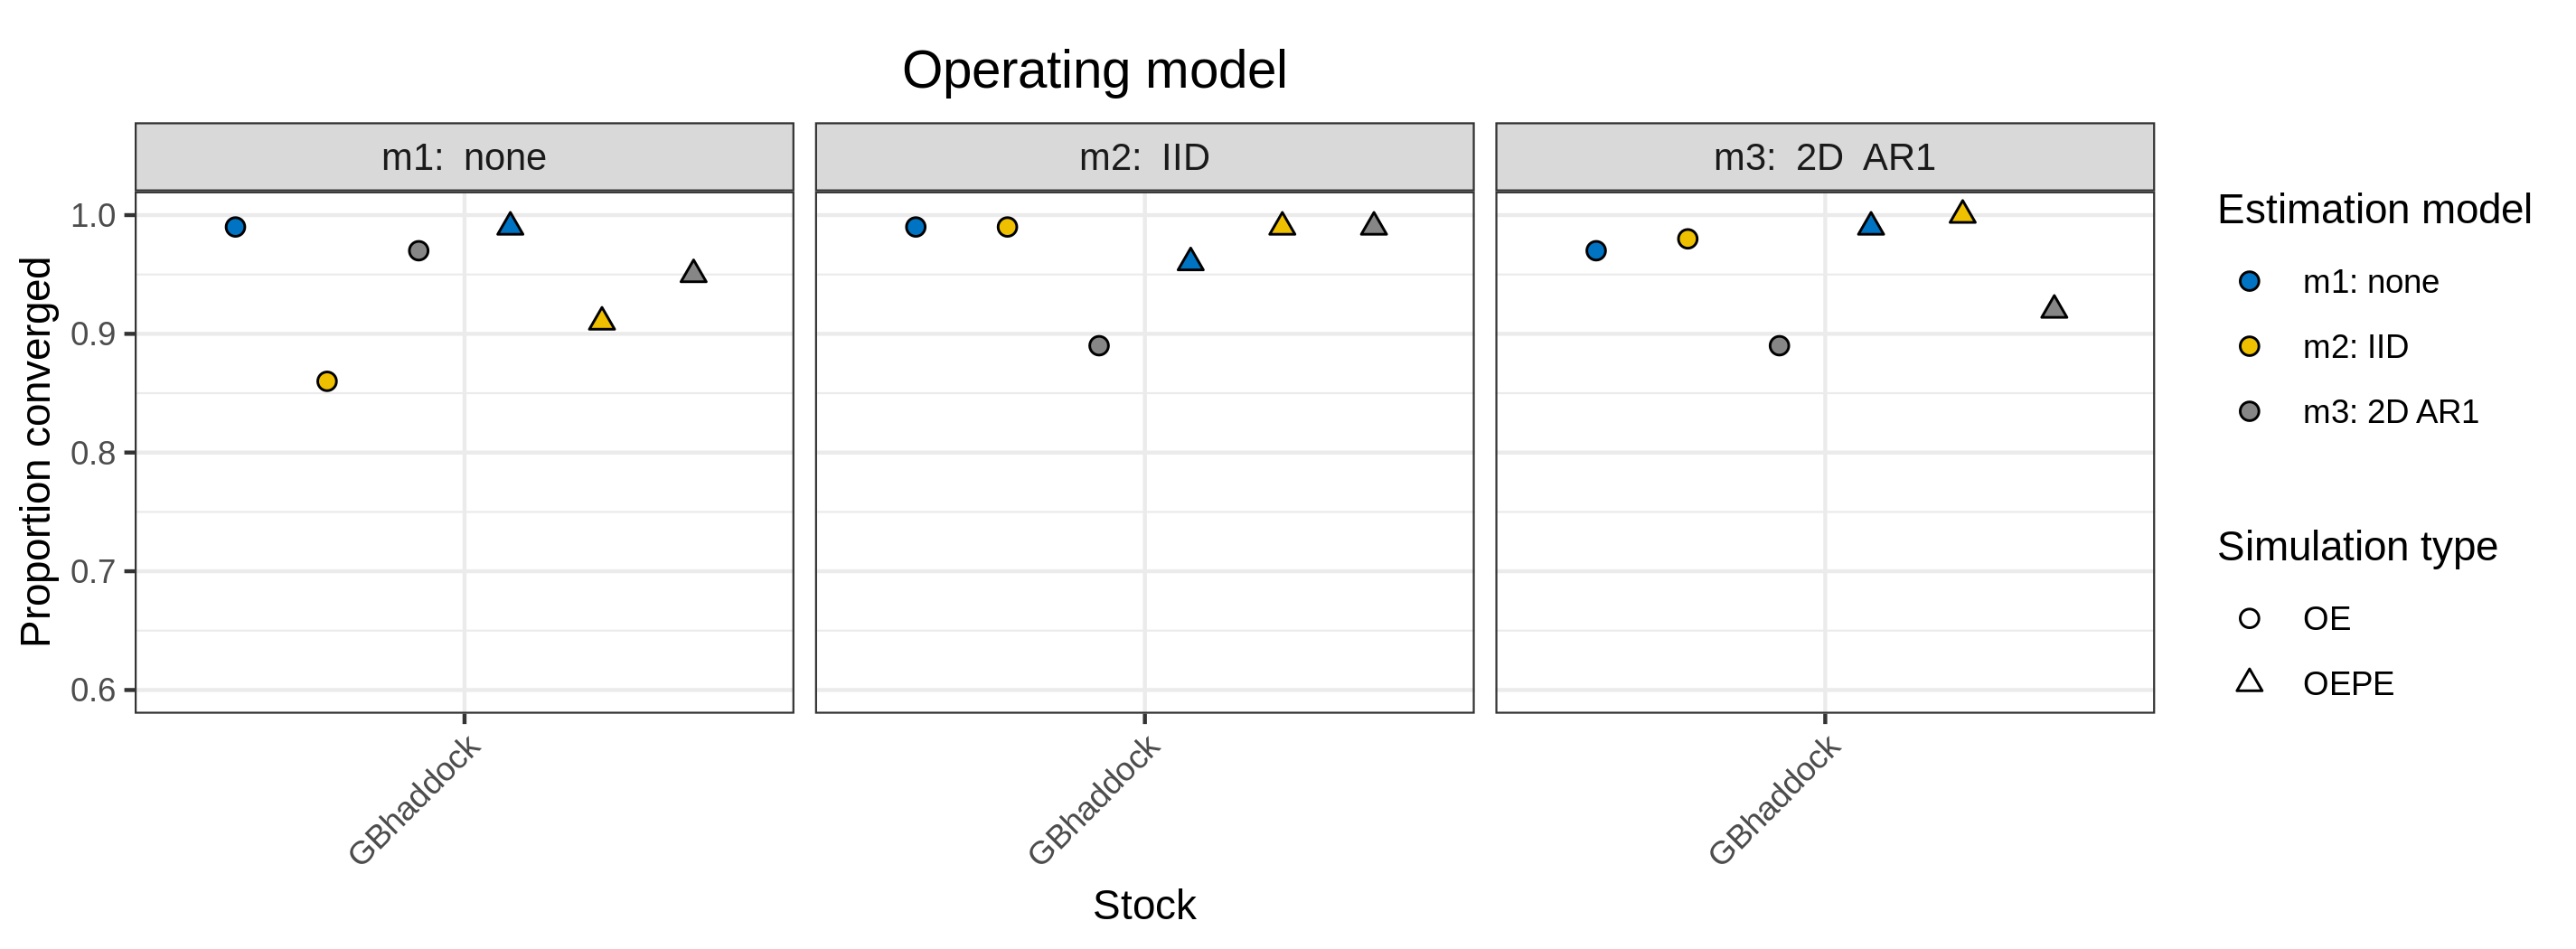 Operating model
m1: none
m2: IID
m3: 2D AR1
Proportion converged
1.0
0.9
0.8
0.7
0.6
GBhaddock
GBhaddock
GBhaddock
Stock
Estimation model
m1: none
m2: IID
m3: 2D AR1
Simulation type
OE
OEPE